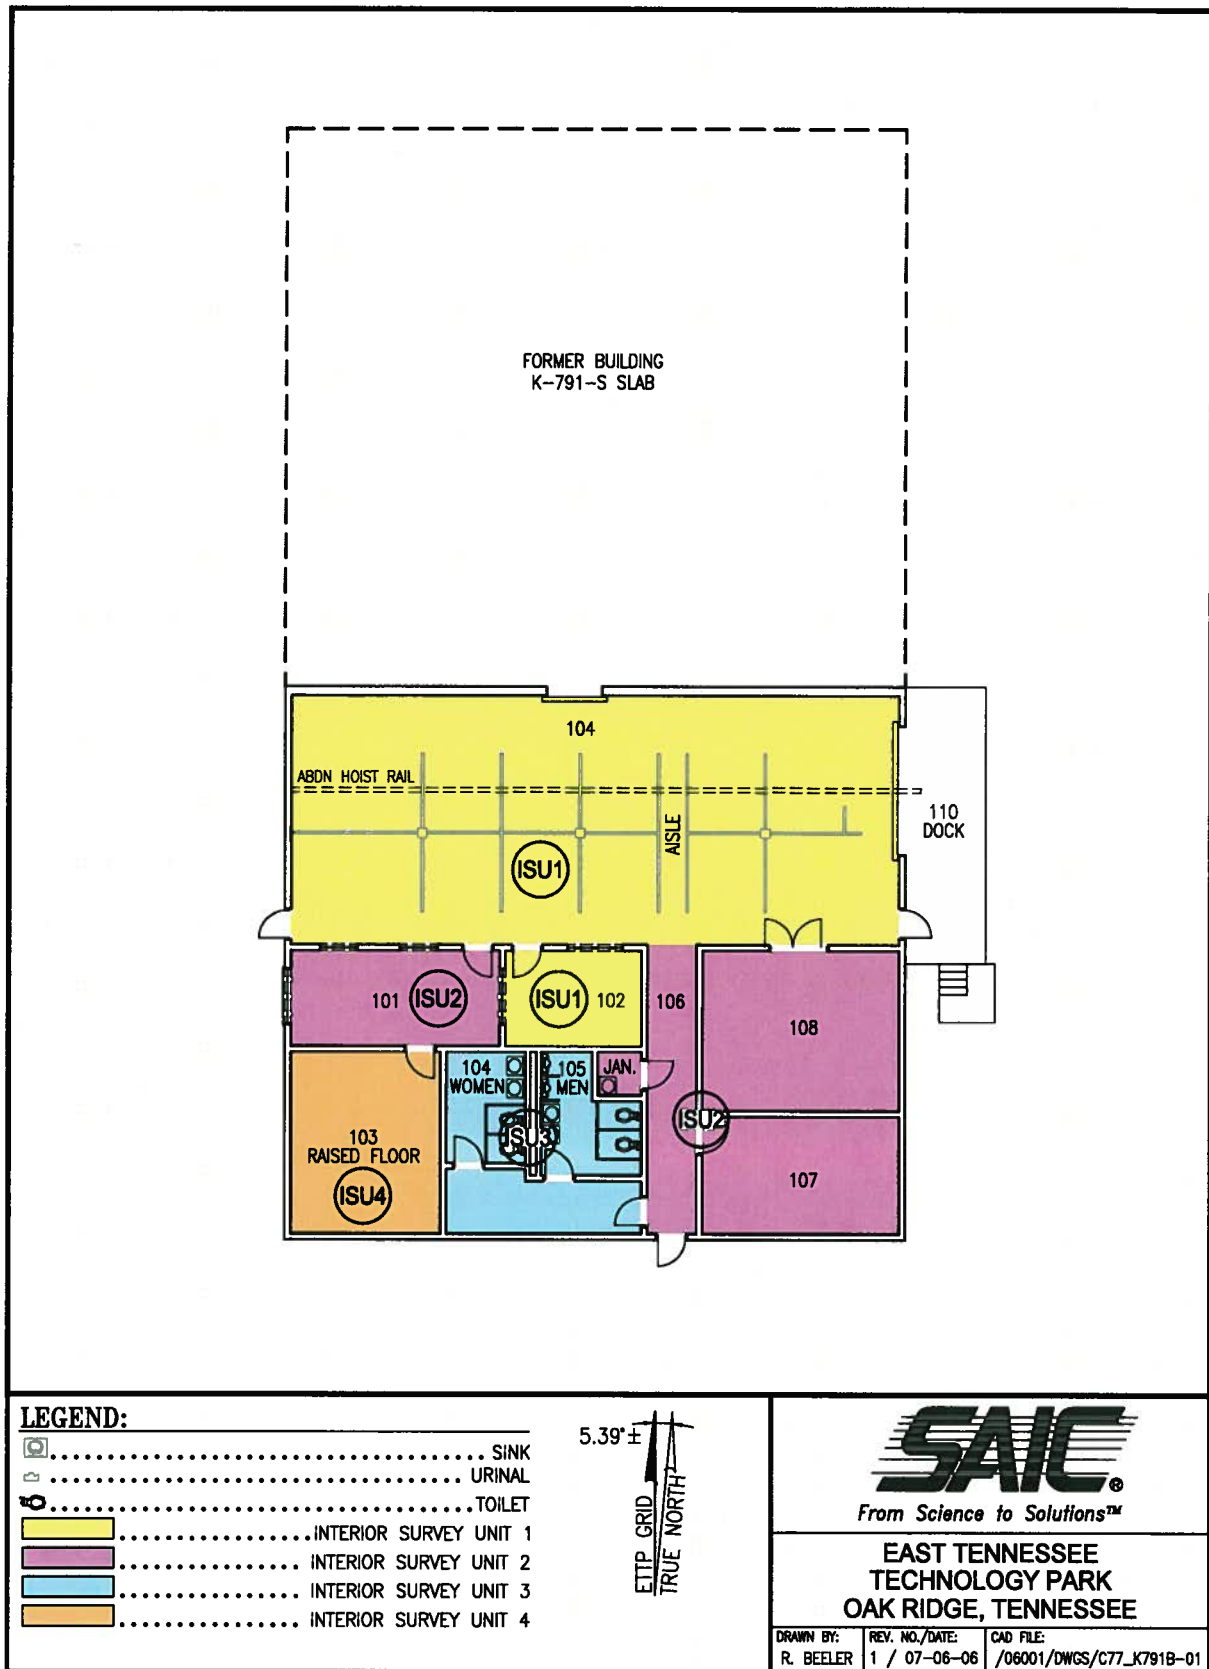 FORMER BUILDING
K-791-S SLAB
104
ABDN HOIST RAIL
AISLE
110
DOCK
ISU1
101
ISU2
ISU1
102
106
108
104
WOMEN
105
MEN
JAN.
ISU2
ISU3
103
RAISED FLOOR
ISU4
107
LEGEND:
SINK
URINAL
TOILET
INTERIOR SURVEY UNIT 1
INTERIOR SURVEY UNIT 2
INTERIOR SURVEY UNIT 3
INTERIOR SURVEY UNIT 4
5.39°±
ETTP GRID
TRUE NORTH
SAIC®
From Science to Solutions™
EAST TENNESSEE
TECHNOLOGY PARK
OAK RIDGE, TENNESSEE
DRAWN BY: REV. NO./DATE: CAD FILE:
R. BEELER 1 / 07-06-06 /06001/DWGS/C77_K791B-01